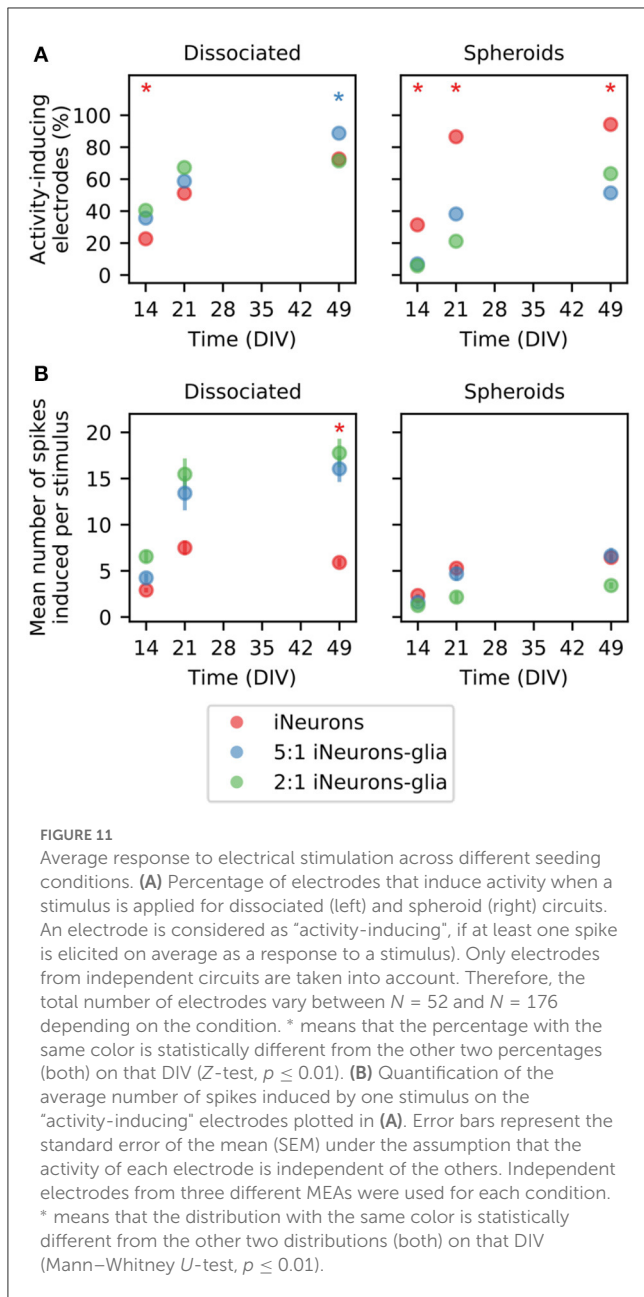 A
Dissociated
Spheroids
Activity-inducing
electrodes (%)
100
80
60
40
20
0
*
*
*
*
*
14 21 28 35 42 49
14 21 28 35 42 49
Time (DIV)
Time (DIV)
B
Dissociated
Spheroids
Mean number of spikes
induced per stimulus
20
15
10
5
0
*
14 21 28 35 42 49
14 21 28 35 42 49
Time (DIV)
Time (DIV)
iNeurons
5:1 iNeurons-glia
2:1 iNeurons-glia
FIGURE 11
Average response to electrical stimulation across different seeding
conditions. (A) Percentage of electrodes that induce activity when a
stimulus is applied for dissociated (left) and spheroid (right) circuits.
An electrode is considered as "activity-inducing", if at least one spike
is elicited on average as a response to a stimulus). Only electrodes
from independent circuits are taken into account. Therefore, the
total number of electrodes vary between N = 52 and N = 176
depending on the condition. * means that the percentage with the
same color is statistically different from the other two percentages
(both) on that DIV (Z-test, p ≤ 0.01). (B) Quantification of the
average number of spikes induced by one stimulus on the
"activity-inducing" electrodes plotted in (A). Error bars represent the
standard error of the mean (SEM) under the assumption that the
activity of each electrode is independent of the others. Independent
electrodes from three different MEAs were used for each condition.
* means that the distribution with the same color is statistically
different from the other two distributions (both) on that DIV
(Mann–Whitney U-test, p ≤ 0.01).